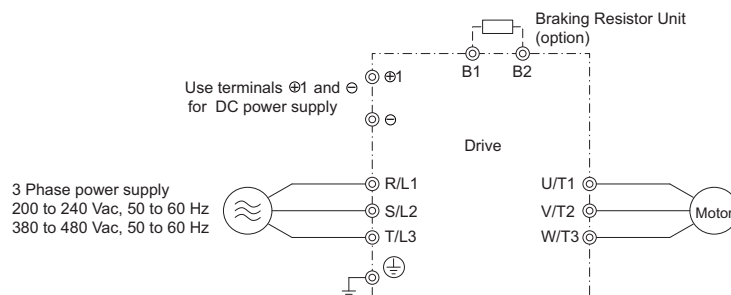 Braking Resistor Unit
(option)
B1 B2
⊕1
Use terminals ⊕1 and ⊖
for DC power supply
⊖
Drive
3 Phase power supply
200 to 240 Vac, 50 to 60 Hz
380 to 480 Vac, 50 to 60 Hz
R/L1
S/L2
T/L3
U/T1
V/T2
W/T3
Motor